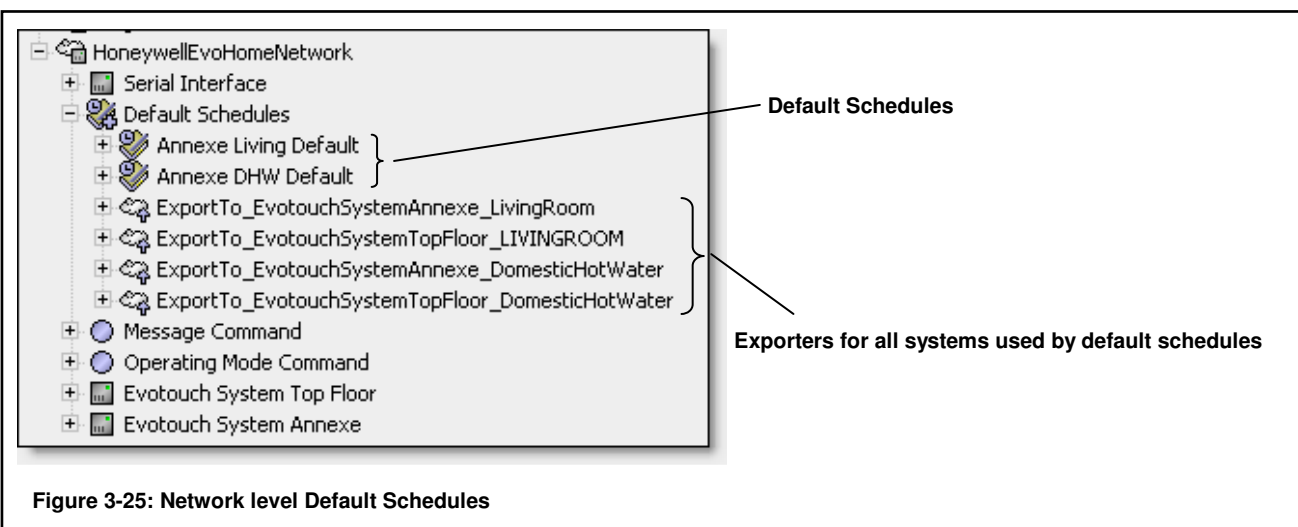 HoneywellEvoHomeNetwork
Serial Interface
Default Schedules
Annexe Living Default
Annexe DHW Default
ExportTo_EvotouchSystemAnnexe_LivingRoom
ExportTo_EvotouchSystemTopFloor_LIVINGROOM
ExportTo_EvotouchSystemAnnexe_DomesticHotWater
ExportTo_EvotouchSystemTopFloor_DomesticHotWater
Message Command
Operating Mode Command
Evotouch System Top Floor
Evotouch System Annexe
Default Schedules
Exporters for all systems used by default schedules
Figure 3-25: Network level Default Schedules